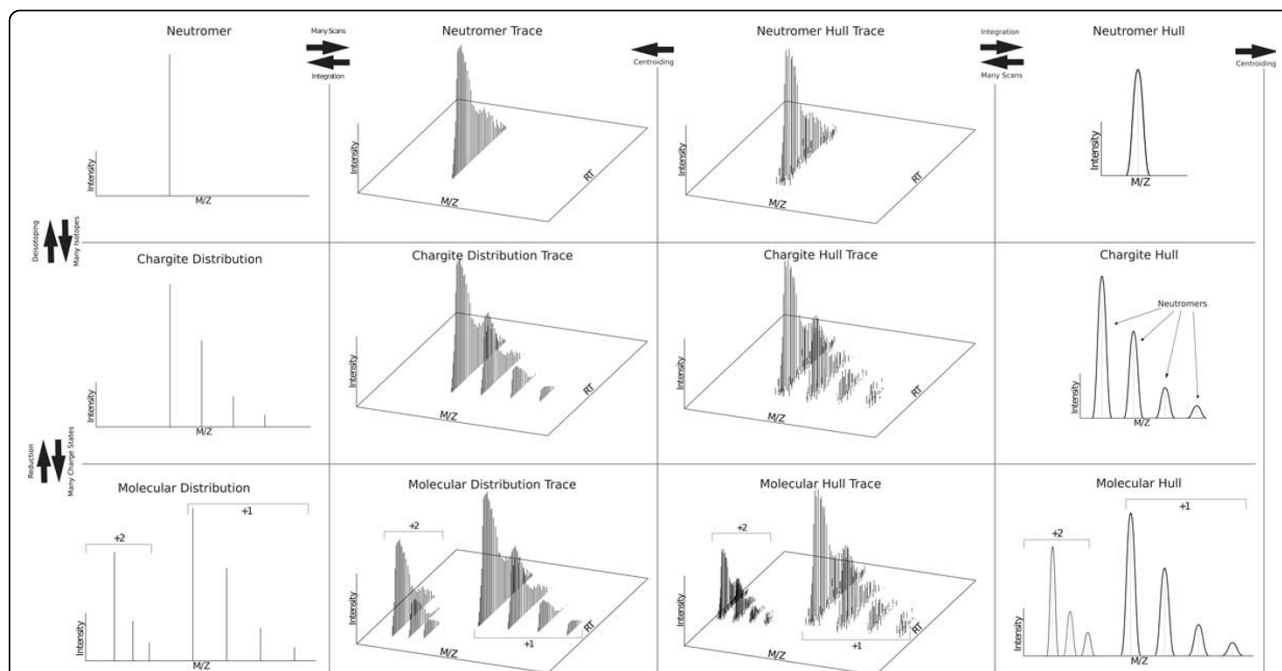 Neutromer
Many Scans
Integration
Neutromer Trace
Centroiding
Neutromer Hull Trace
Integration
Many Scans
Neutromer Hull
Centroiding
Intensity
M/Z
Intensity
M/Z
RT
Intensity
M/Z
RT
Intensity
M/Z
Deisotoping
Many Isotopes
Chargite Distribution
Chargite Distribution Trace
Chargite Hull Trace
Chargite Hull
Neutromers
Intensity
M/Z
Intensity
M/Z
RT
Intensity
M/Z
RT
Intensity
M/Z
Reduction
Many Charge States
Molecular Distribution
+1
+2
Intensity
M/Z
Molecular Distribution Trace
+2
Intensity
M/Z
+1
RT
Molecular Hull Trace
+2
Intensity
M/Z
+1
RT
Molecular Hull
+1
+2
Intensity
M/Z